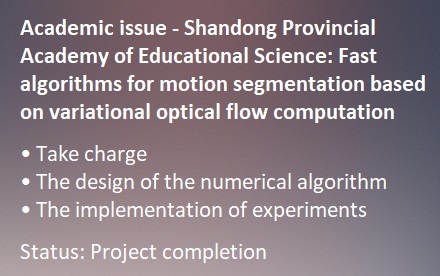 Academic issue - Shandong Provincial
Academy of Educational Science: Fast
algorithms for motion segmentation based
on variational optical flow computation
• Take charge
• The design of the numerical algorithm
• The implementation of experiments
Status: Project completion